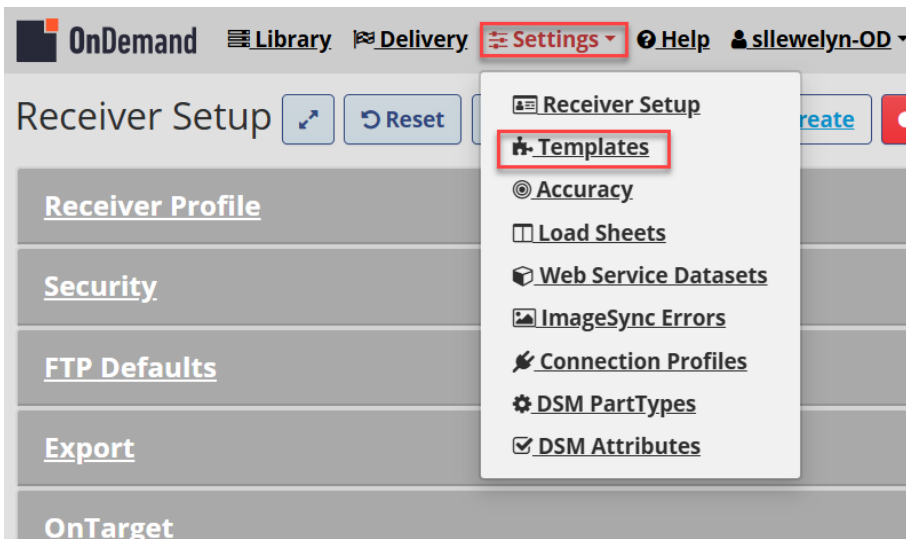 OnDemand Library Delivery Settings Help sllewelyn-OD
Receiver Setup Reset
Receiver Setup
Templates
Accuracy
Load Sheets
Web Service Datasets
ImageSync Errors
Connection Profiles
DSM PartTypes
DSM Attributes
reate
Receiver Profile
Security
FTP Defaults
Export
OnTarget